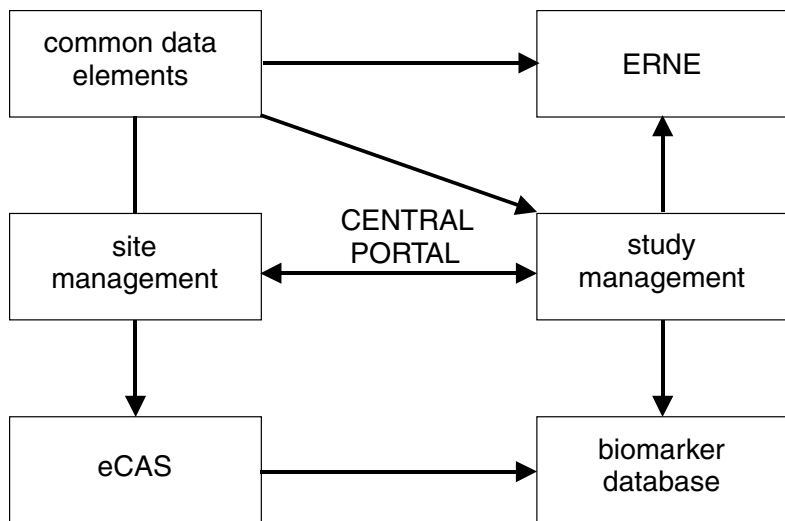 common data
elements
ERNE
CENTRAL
PORTAL
site
management
study
management
eCAS
biomarker
database